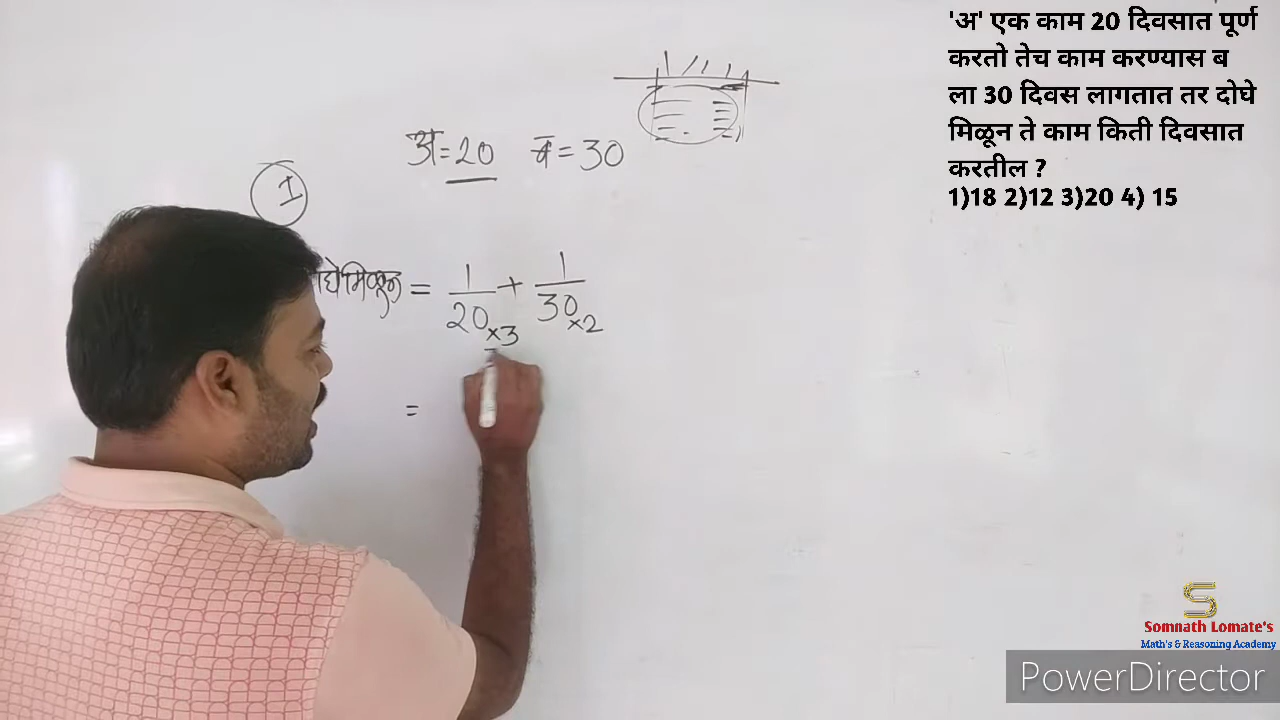 'अ' एक काम 20 दिवसात पूर्ण
करतो तेच काम करण्यास ब
ला 30 दिवस लागतात तर दोघे
मिळून ते काम किती दिवसात
करतील ?
1)18 2)12 3)20 4) 15
अ = 20 ब = 30
I
= 1/20×3 + 1/30×2
=
S
Somnath Lomate's
Math's & Reasoning Academy
PowerDirector